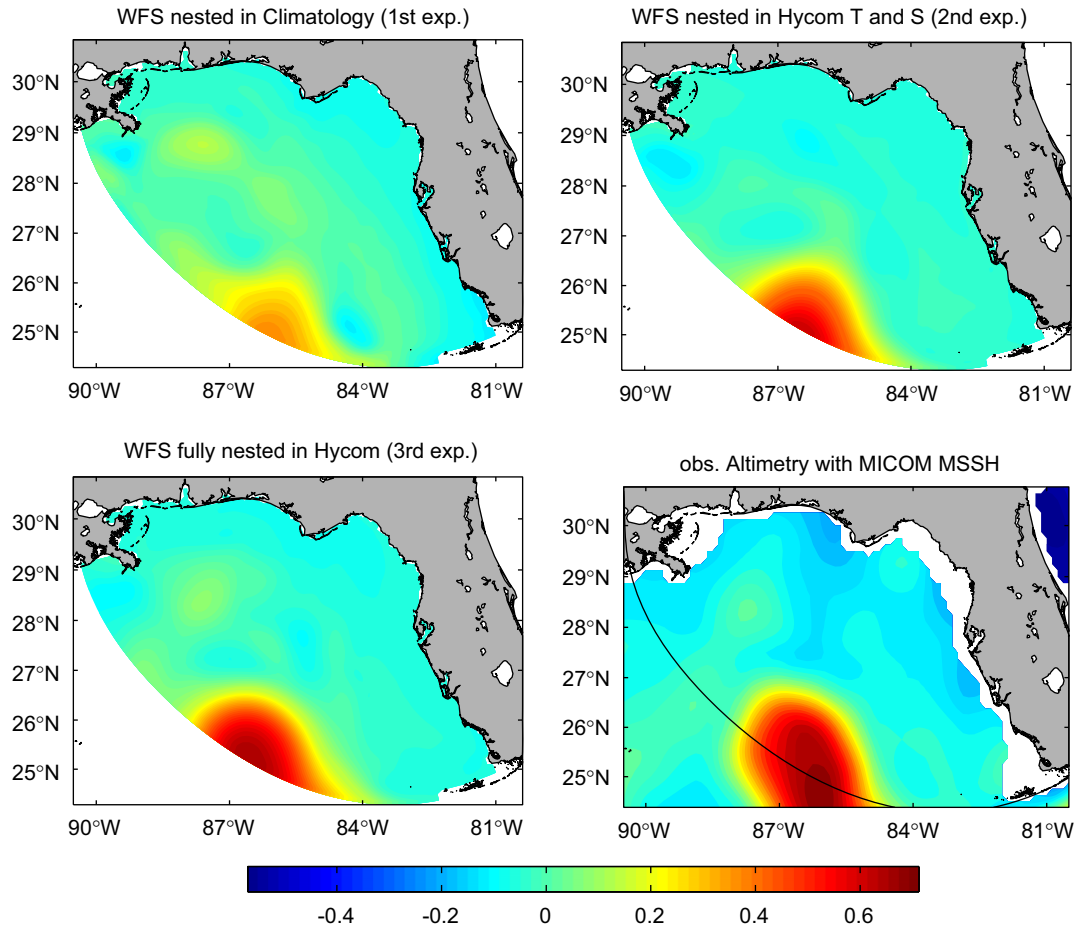 WFS nested in Climatology (1st exp.)
30°N
29°N
28°N
27°N
26°N
25°N
90°W 87°W 84°W 81°W
WFS nested in Hycom T and S (2nd exp.)
30°N
29°N
28°N
27°N
26°N
25°N
90°W 87°W 84°W 81°W
WFS fully nested in Hycom (3rd exp.)
30°N
29°N
28°N
27°N
26°N
25°N
90°W 87°W 84°W 81°W
obs. Altimetry with MICOM MSSH
30°N
29°N
28°N
27°N
26°N
25°N
90°W 87°W 84°W 81°W
-0.4 -0.2 0 0.2 0.4 0.6